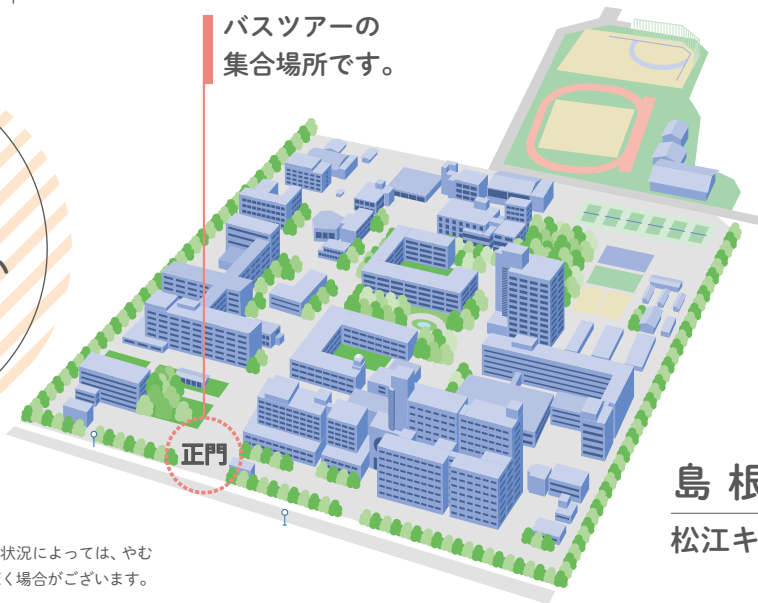 バスツアーの
集合場所です。
正門
島根
松江キ
状況によっては、やむ
く場合がございます。